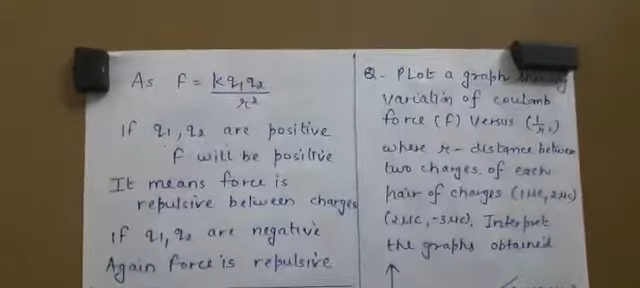 As F = kq1q2/r²
If q1, q2 are positive
F will be positive
It means force is
repulsive between charges
If q1, q2 are negative
Again force is repulsive
Q- PLot a graph showing
variation of coulomb
force (F) versus (1/r²)
where r- distance between
two charges. of each
pair of charges (1μc, 2μc)
(2μc, -3μc). Interpret
the graphs obtained